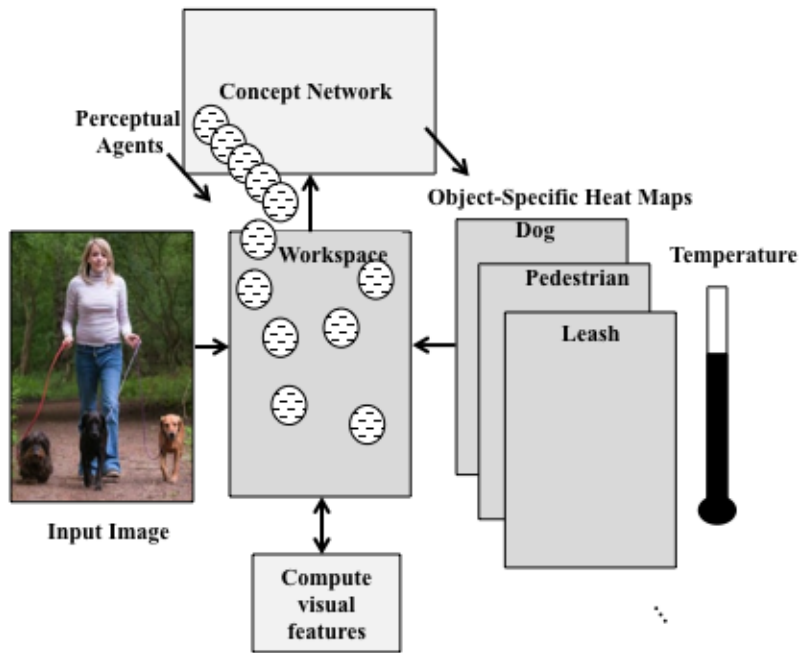 Concept Network
Perceptual
Agents
Object-Specific Heat Maps
Workspace
Dog
Temperature
Pedestrian
Leash
Input Image
Compute
visual
features